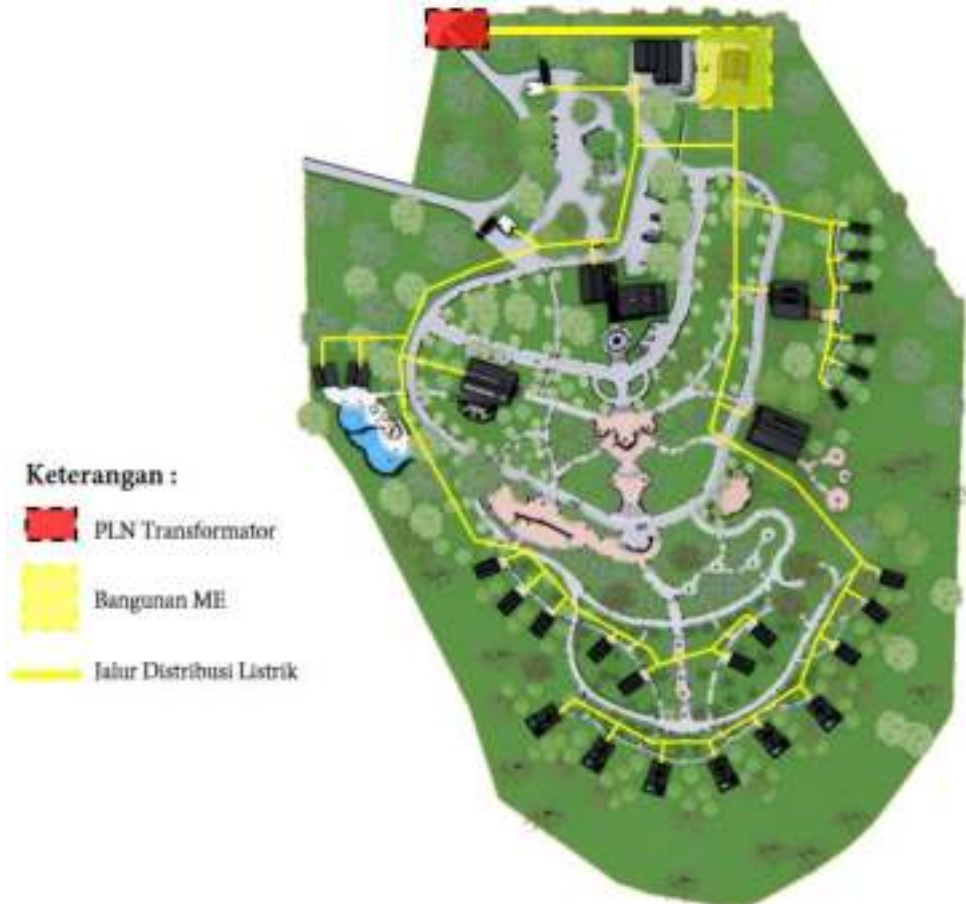 Keterangan :
PLN Transformator
Bangunan ME
Jalur Distribusi Listrik